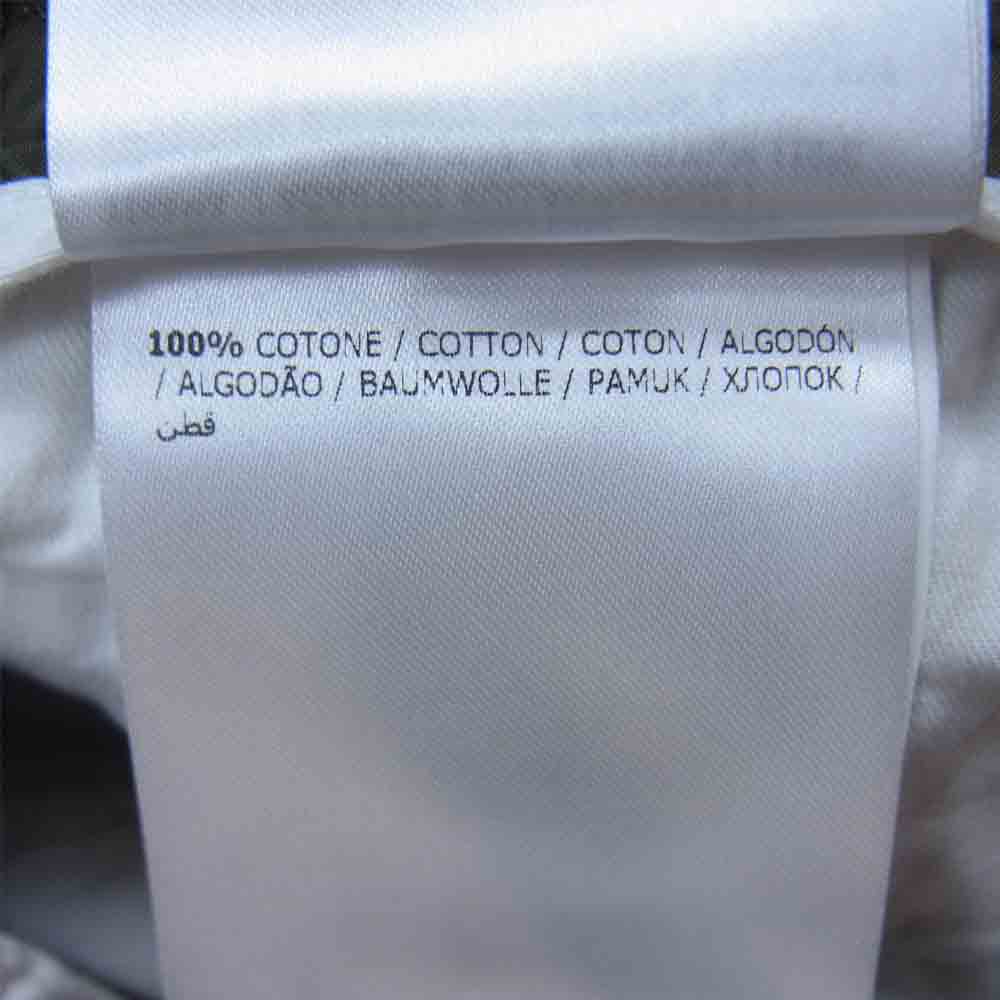 100% COTONE / COTTON / COTON / ALGODÓN
/ ALGODÃO / BAUMWOLLE / PAMUK / ХЛОПОК /
قطن